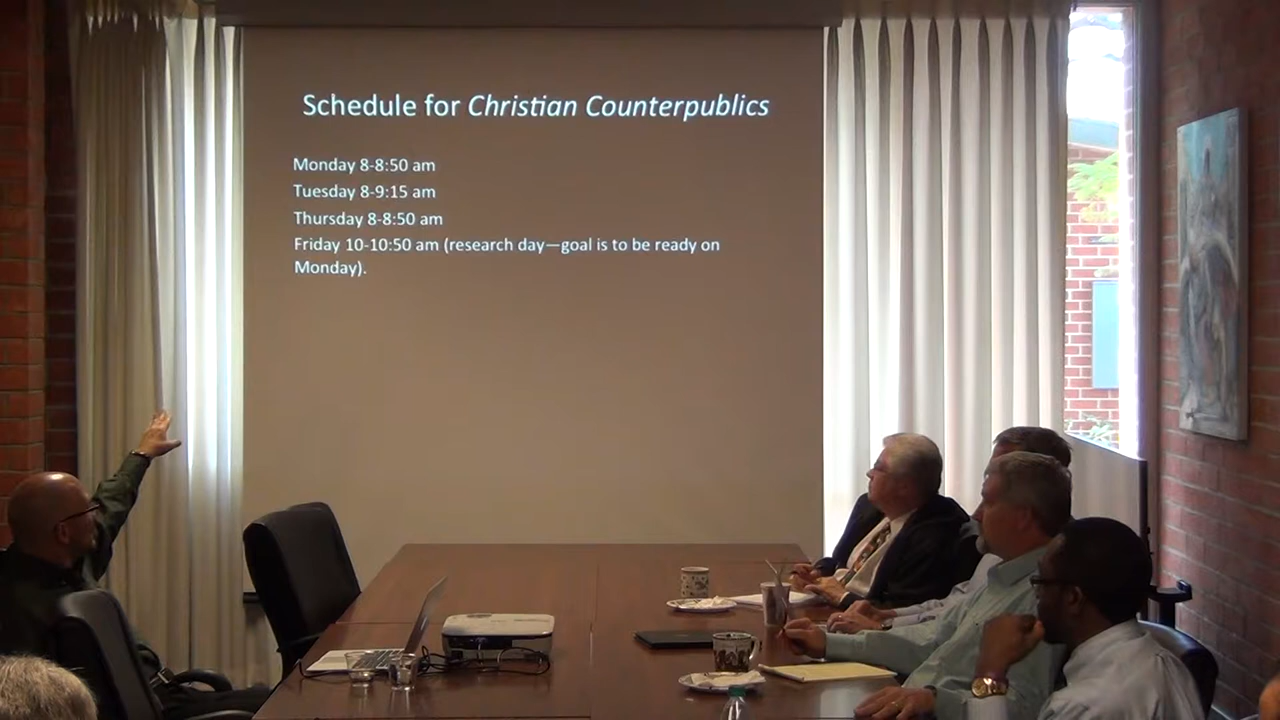 Schedule for Christian Counterpublics
Monday 8-8:50 am
Tuesday 8-9:15 am
Thursday 8-8:50 am
Friday 10-10:50 am (research day—goal is to be ready on
Monday).